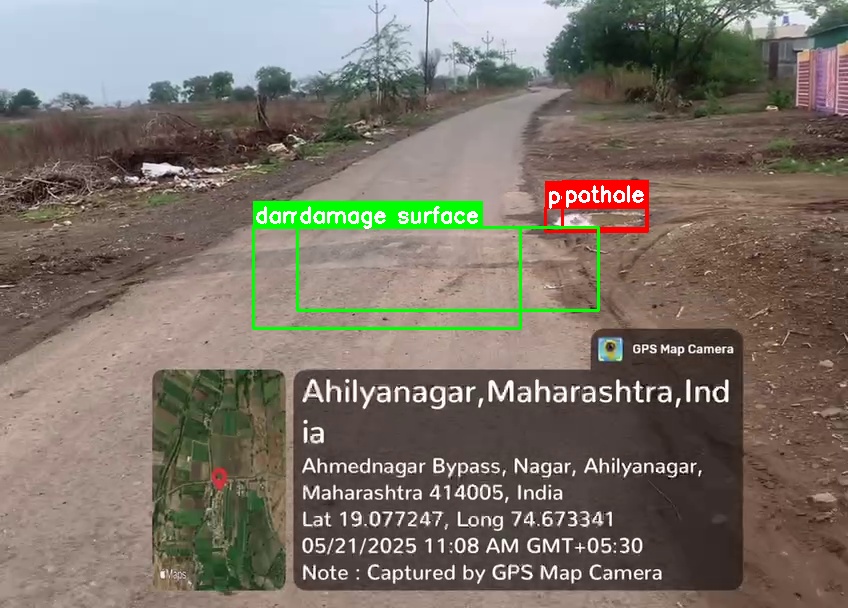 p pothole
dam damage surface
GPS Map Camera
Ahilyanagar,Maharashtra,Ind
ia
Ahmednagar Bypass, Nagar, Ahilyanagar,
Maharashtra 414005, India
Lat 19.077247, Long 74.673341
05/21/2025 11:08 AM GMT+05:30
Note : Captured by GPS Map Camera
Maps